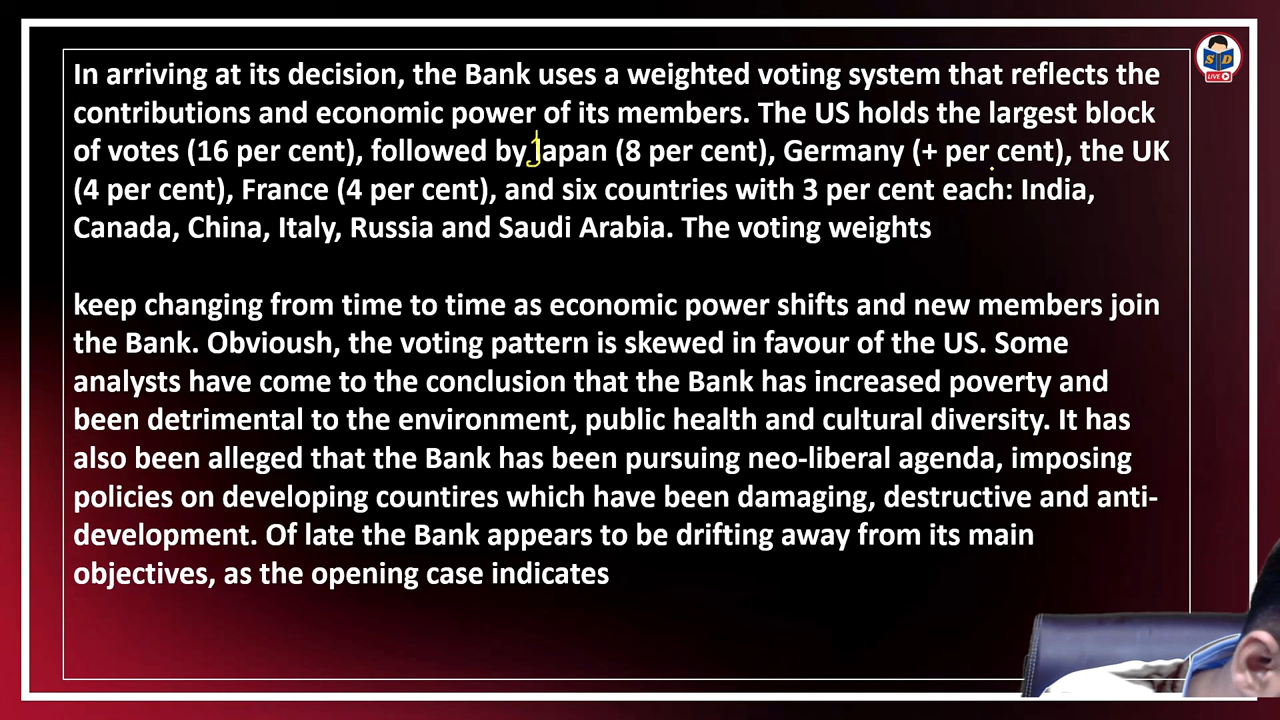 S D
LIVE
In arriving at its decision, the Bank uses a weighted voting system that reflects the
contributions and economic power of its members. The US holds the largest block
of votes (16 per cent), followed by Japan (8 per cent), Germany (+ per cent), the UK
(4 per cent), France (4 per cent), and six countries with 3 per cent each: India,
Canada, China, Italy, Russia and Saudi Arabia. The voting weights
keep changing from time to time as economic power shifts and new members join
the Bank. Obvioush, the voting pattern is skewed in favour of the US. Some
analysts have come to the conclusion that the Bank has increased poverty and
been detrimental to the environment, public health and cultural diversity. It has
also been alleged that the Bank has been pursuing neo-liberal agenda, imposing
policies on developing countires which have been damaging, destructive and anti-
development. Of late the Bank appears to be drifting away from its main
objectives, as the opening case indicates